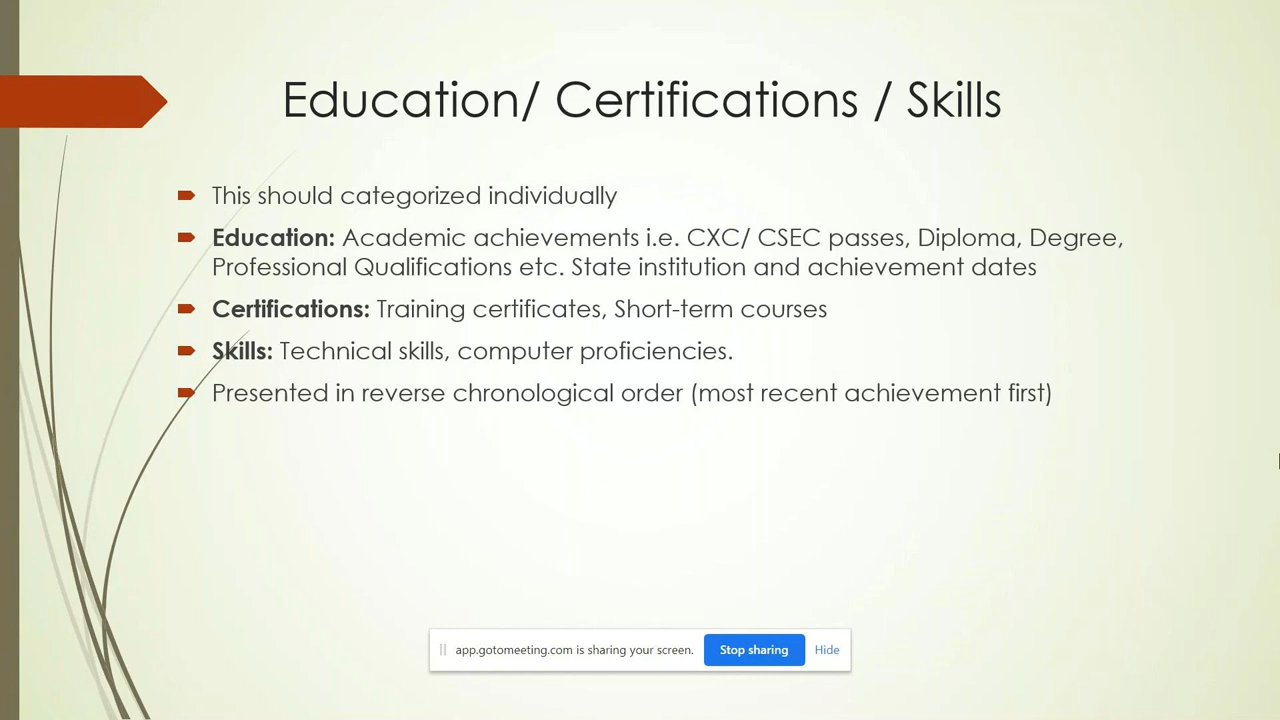 Education/ Certifications / Skills
This should categorized individually
Education: Academic achievements i.e. CXC/ CSEC passes, Diploma, Degree,
Professional Qualifications etc. State institution and achievement dates
Certifications: Training certificates, Short-term courses
Skills: Technical skills, computer proficiencies.
Presented in reverse chronological order (most recent achievement first)
app.gotomeeting.com is sharing your screen. Stop sharing Hide